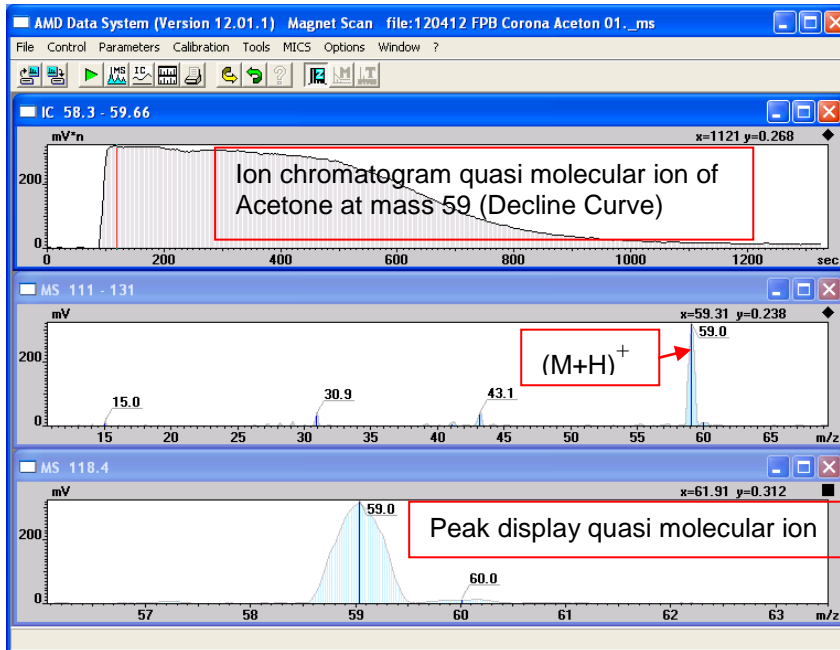 AMD Data System (Version 12.01.1) Magnet Scan file:120412 FPB Corona Aceton 01._ms
File Control Parameters Calibration Tools MICS Options Window ?
MS IC
IC 58.3 - 59.66
mV*n x=1121 y=0.268
Ion chromatogram quasi molecular ion of
Acetone at mass 59 (Decline Curve)
200
0
0 200 400 600 800 1000 1200 sec
MS 111 - 131
mV x=59.31 y=0.238
59.0
(M+H)+
200
15.0 30.9 43.1
0
15 20 25 30 35 40 45 50 55 60 65 m/z
MS 118.4
mV x=61.91 y=0.312
59.0
Peak display quasi molecular ion
200
60.0
0
57 58 59 60 61 62 63 m/z